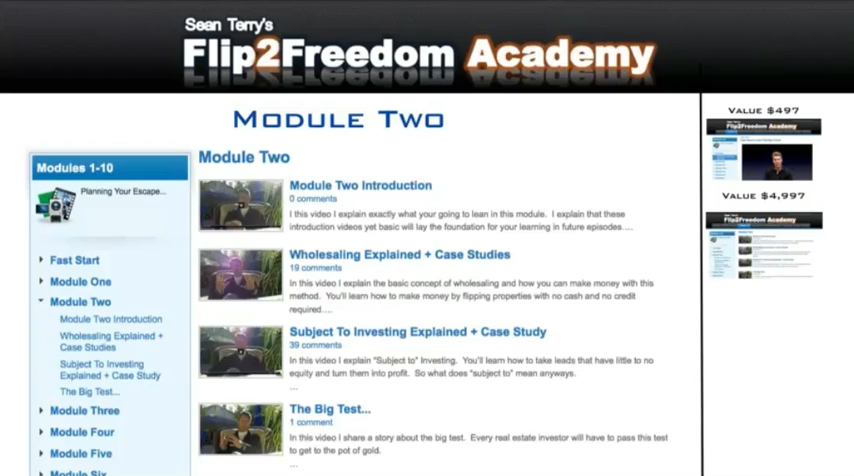 Sean Terry's
Flip2Freedom Academy
Module Two
Modules 1-10
Planning Your Escape...
Fast Start
Module One
Module Two
Module Two Introduction
Wholesaling Explained +
Case Studies
Subject To Investing
Explained + Case Study
The Big Test...
Module Three
Module Four
Module Five
Module Six
Module Two
Module Two Introduction
0 comments
I this video I explain exactly what your going to lean in this module. I explain that these
introduction videos yet basic will lay the foundation for your learning in future episodes....
Wholesaling Explained + Case Studies
19 comments
In this video I explain the basic concept of wholesaling and how you can make money with this
method. You'll learn how to make money by flipping properties with no cash and no credit
required....
Subject To Investing Explained + Case Study
39 comments
In this video I explain "Subject to" Investing. You'll learn how to take leads that have little to no
equity and turn them into profit. So what does "subject to" mean anyways.
...
The Big Test...
1 comment
In this video I share a story about the big test. Every real estate investor will have to pass this test
to get to the pot of gold.
...
Value $497
Flip2Freedom Academy
Value $4,997
Flip2Freedom Academy